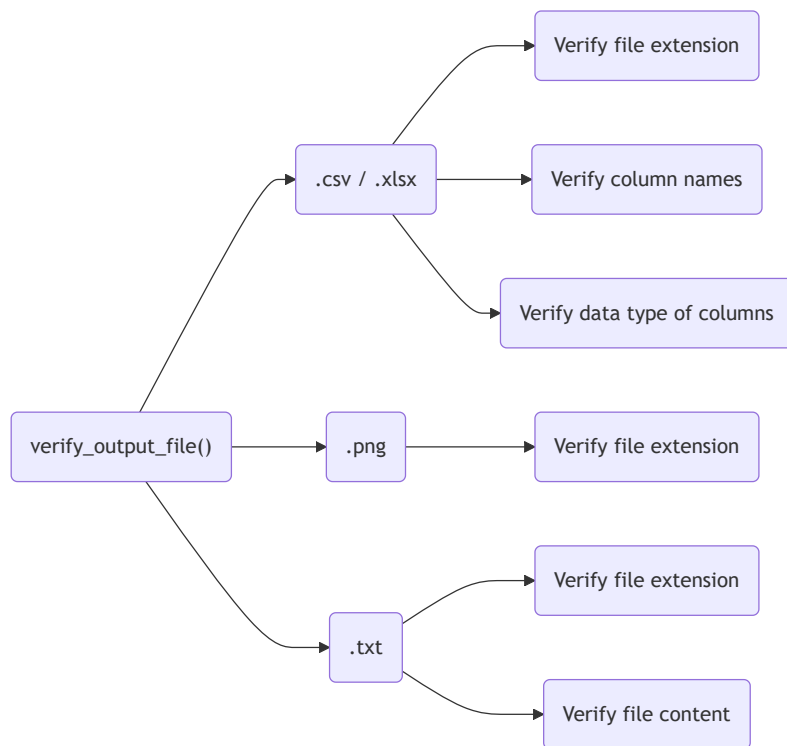 Verify file extension
.csv / .xlsx
Verify column names
Verify data type of columns
verify_output_file()
.png
Verify file extension
Verify file extension
.txt
Verify file content